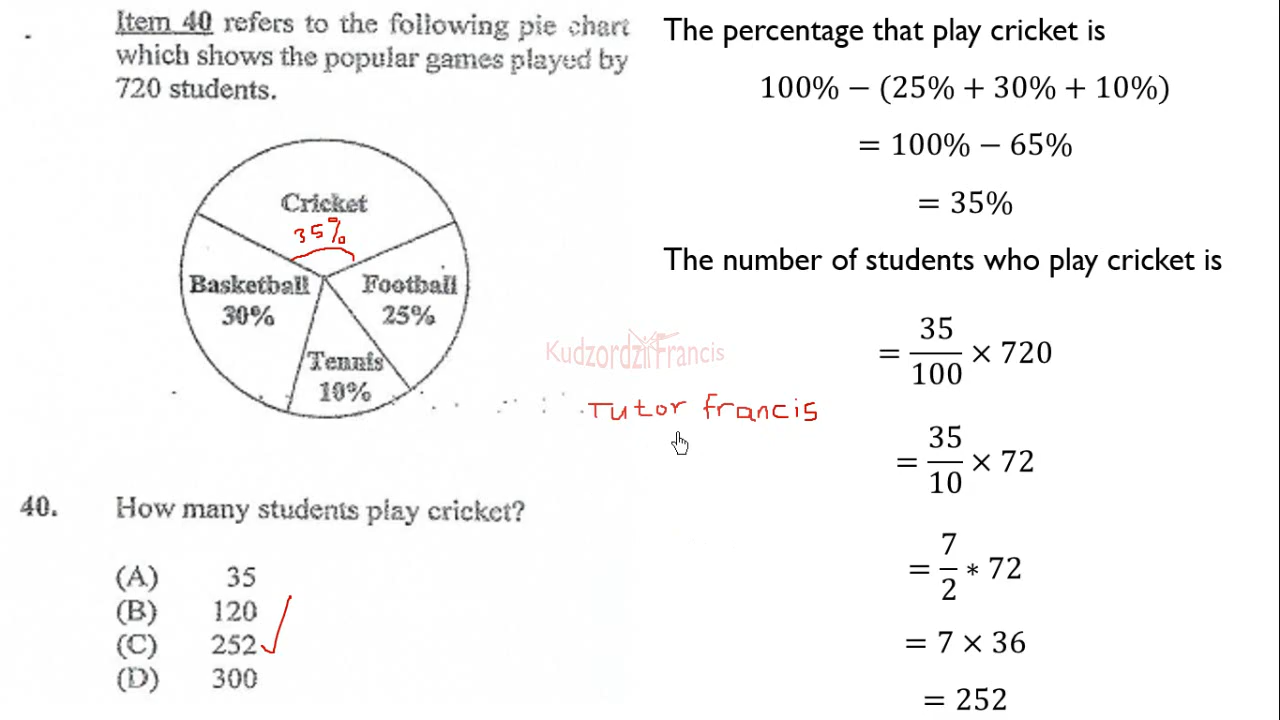 Item 40 refers to the following pie chart
which shows the popular games played by
720 students.
Cricket
35%
Basketball
30%
Football
25%
Tennis
10%
40. How many students play cricket?
(A) 35
(B) 120
(C) 252
(D) 300
Kudzordzi Francis
Tutor francis
The percentage that play cricket is
100% − (25% + 30% + 10%)
= 100% − 65%
= 35%
The number of students who play cricket is
= 35/100 × 720
= 35/10 × 72
= 7/2 * 72
= 7 × 36
= 252